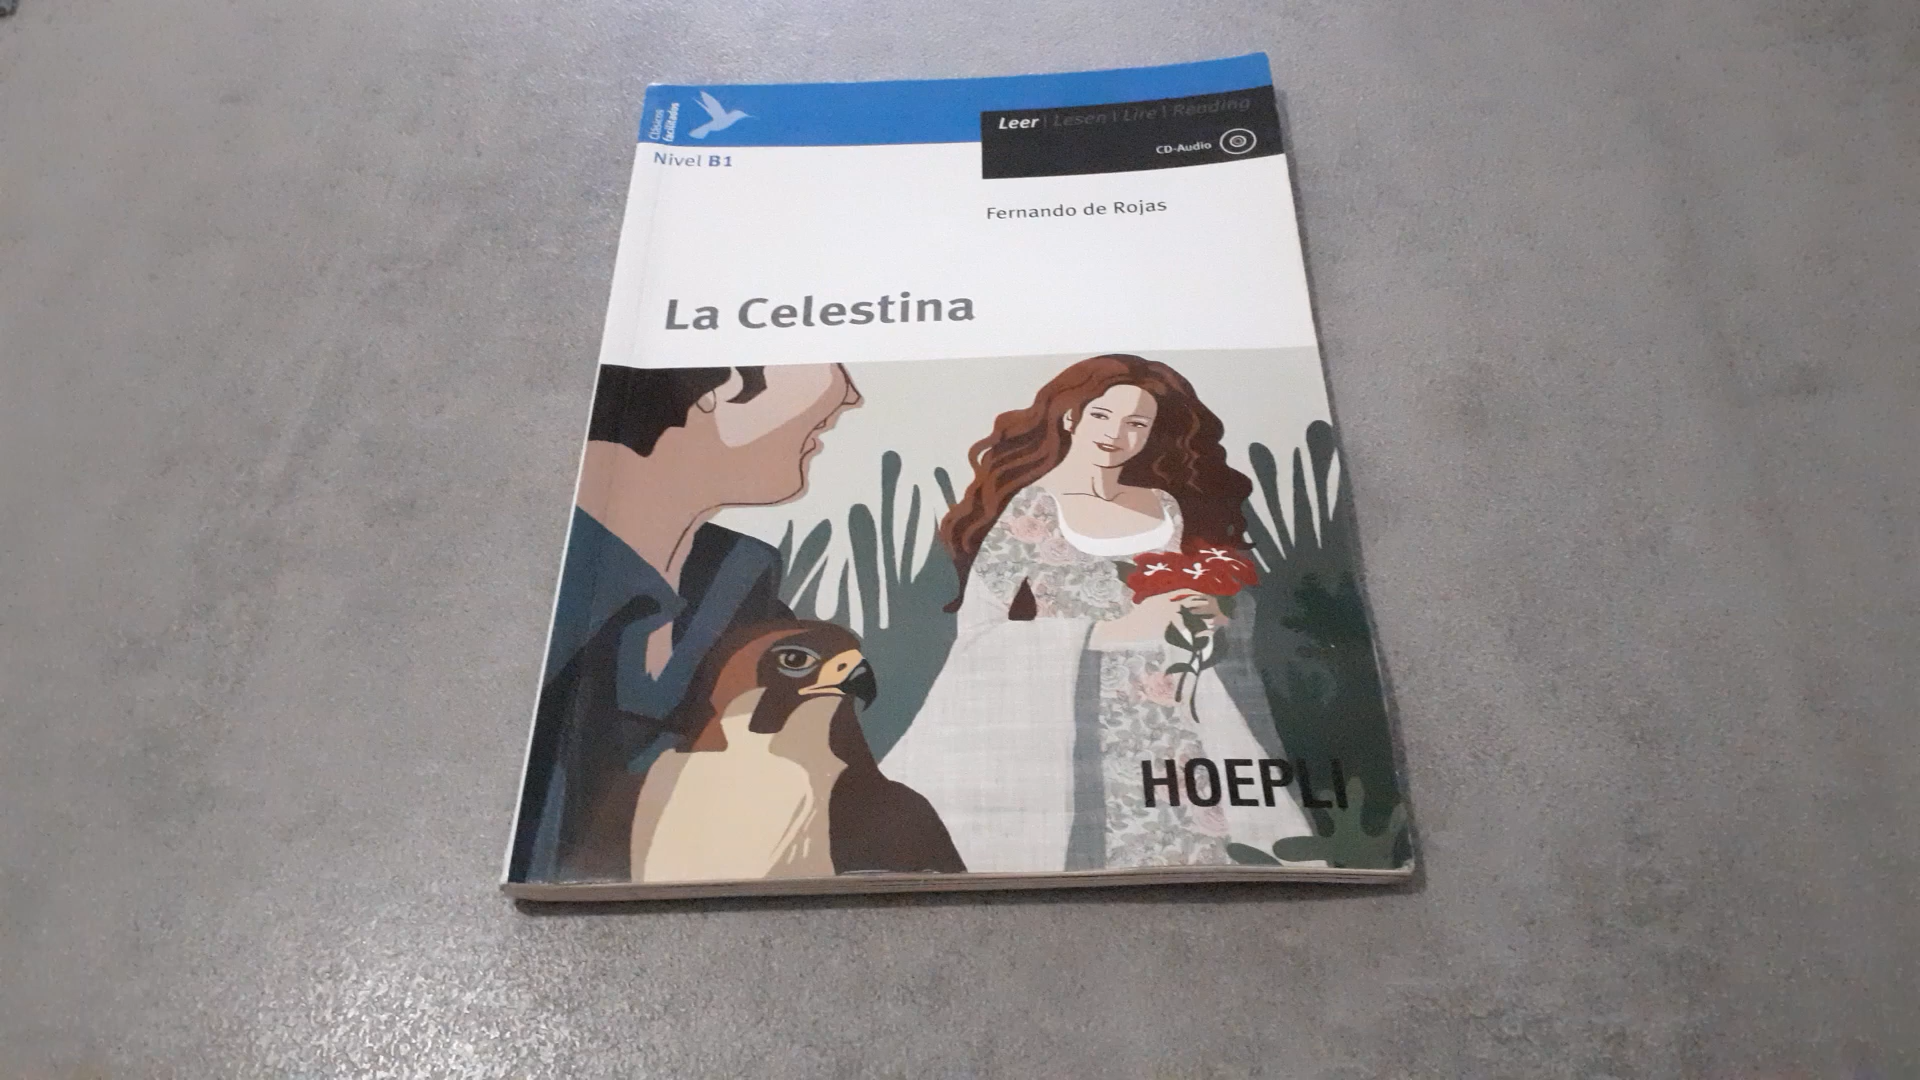 Clásicos
facilitados
Leer | Lesen | Lire | Reading
CD-Audio
Nivel B1
Fernando de Rojas
La Celestina
HOEPLI